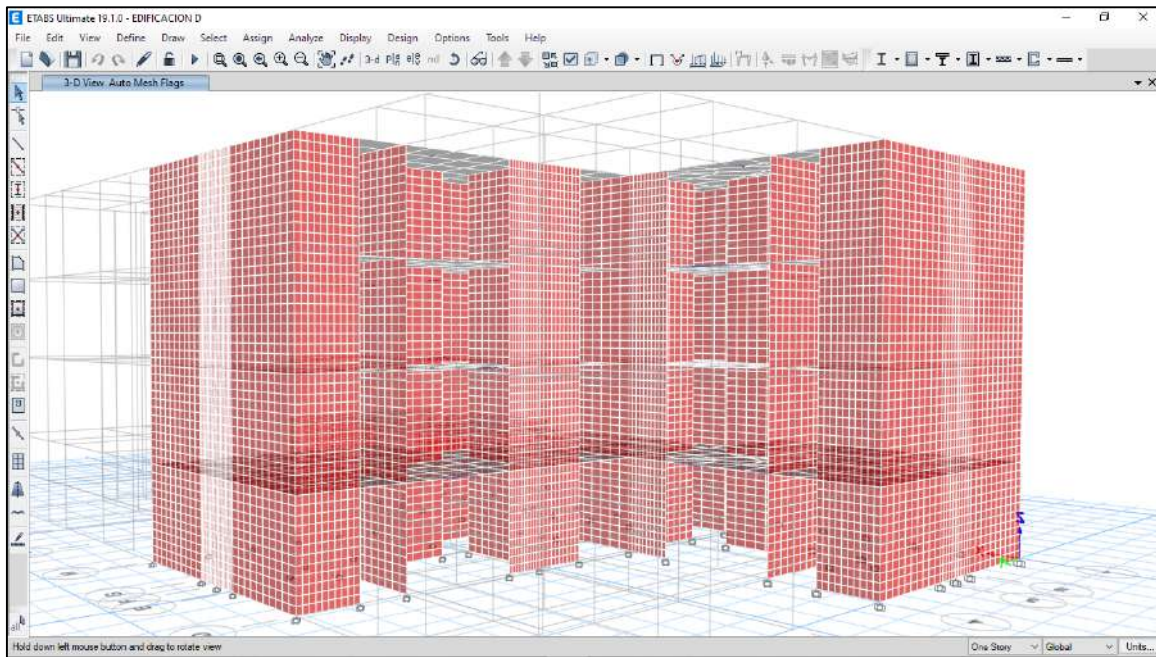 ETABS Ultimate 19.1.0 - EDIFICACION D
File Edit View Define Draw Select Assign Analyze Display Design Options Tools Help
3-d
3-D View Auto Mesh Flags
all
Z
Hold down left mouse button and drag to rotate view
One Story Global Units...